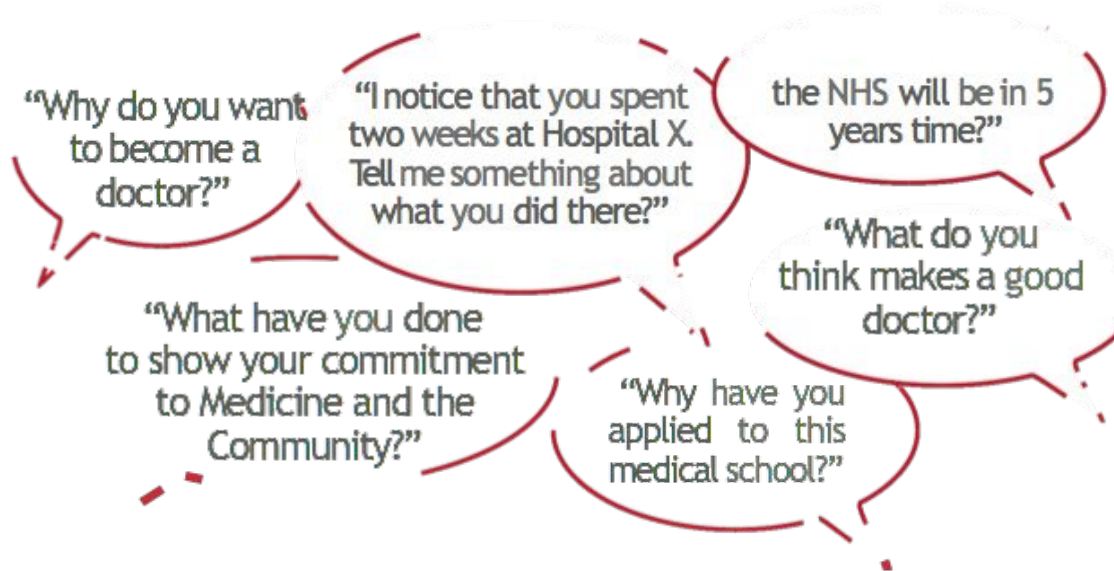 “Why do you want
to become a
doctor?”
“I notice that you spent
two weeks at Hospital X.
Tell me something about
what you did there?”
the NHS will be in 5
years time?”
“What do you
think makes a good
doctor?”
“What have you done
to show your commitment
to Medicine and the
Community?”
“Why have you
applied to this
medical school?”